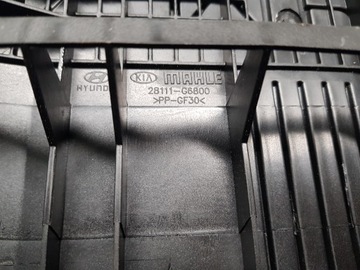 HYUNDAI KIA MAHLE
28111-G6800
>PP-GF30<